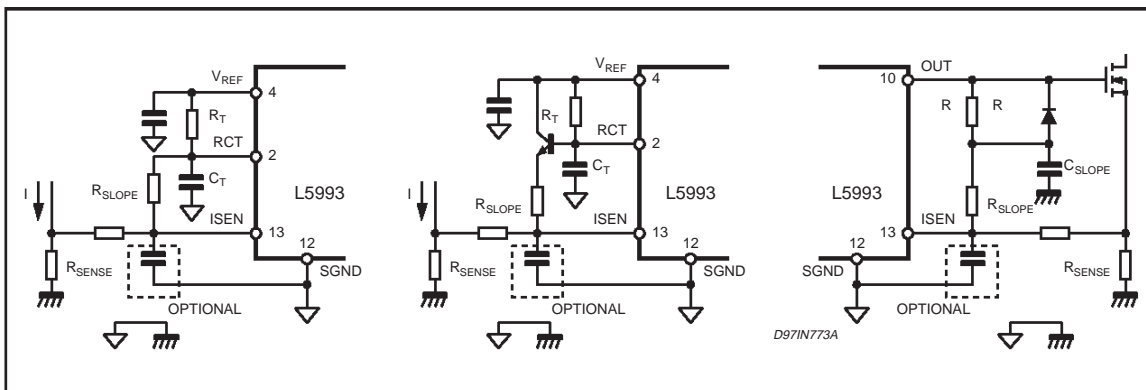 VREF
4
RT
RCT
2
CT
L5993
RSLOPE
I
ISEN
13
12
SGND
RSENSE
OPTIONAL
VREF
4
RT
RCT
2
CT
L5993
RSLOPE
I
ISEN
13
12
SGND
RSENSE
OPTIONAL
10
OUT
R
R
CSLOPE
L5993
RSLOPE
ISEN
13
12
SGND
RSENSE
OPTIONAL
D97IN773A